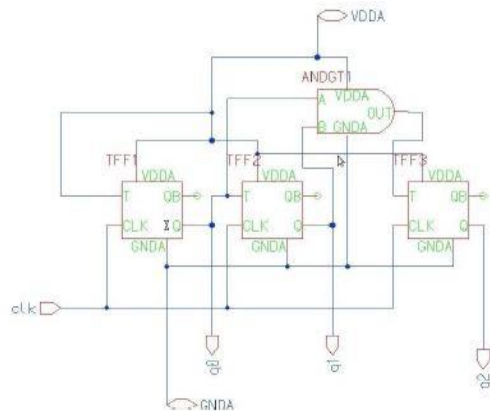 VDDA
ANDGT1
A VDDA
OUT
B GNDA
TFF1
TFF2
TFF3
VDDA
VDDA
VDDA
T QB
T QB
T QB
CLK Q
CLK Q
CLK Q
GNDA
GNDA
GNDA
clk
q0
q1
q2
GNDA